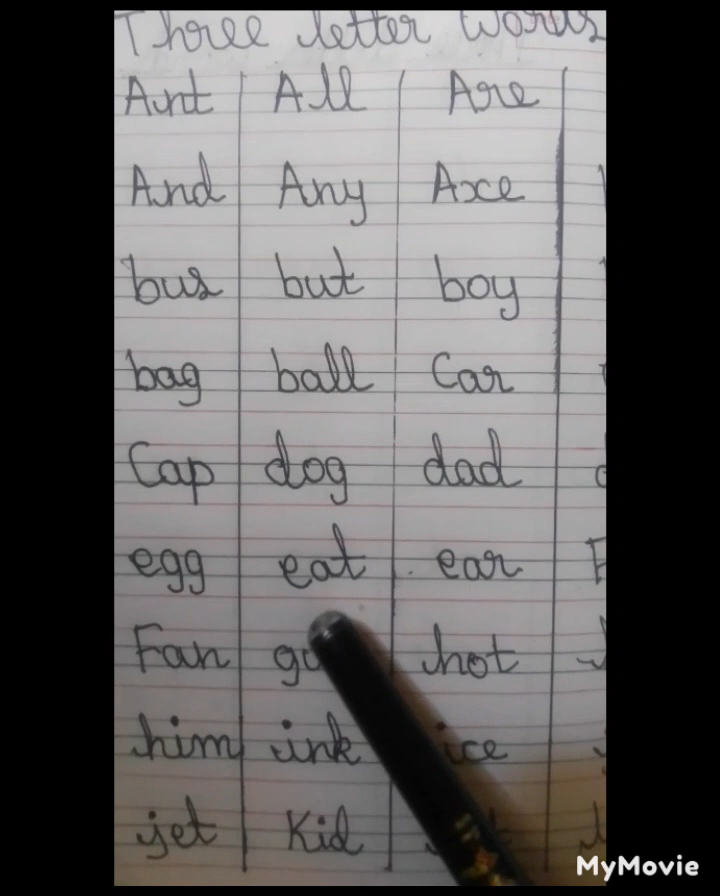 Three letter words
Ant All Are
And Any Axe
bus but boy
bag ball Car
Cap dog dad
egg eat ear
Fan hot
him ink ice
jet Kid
MyMovie